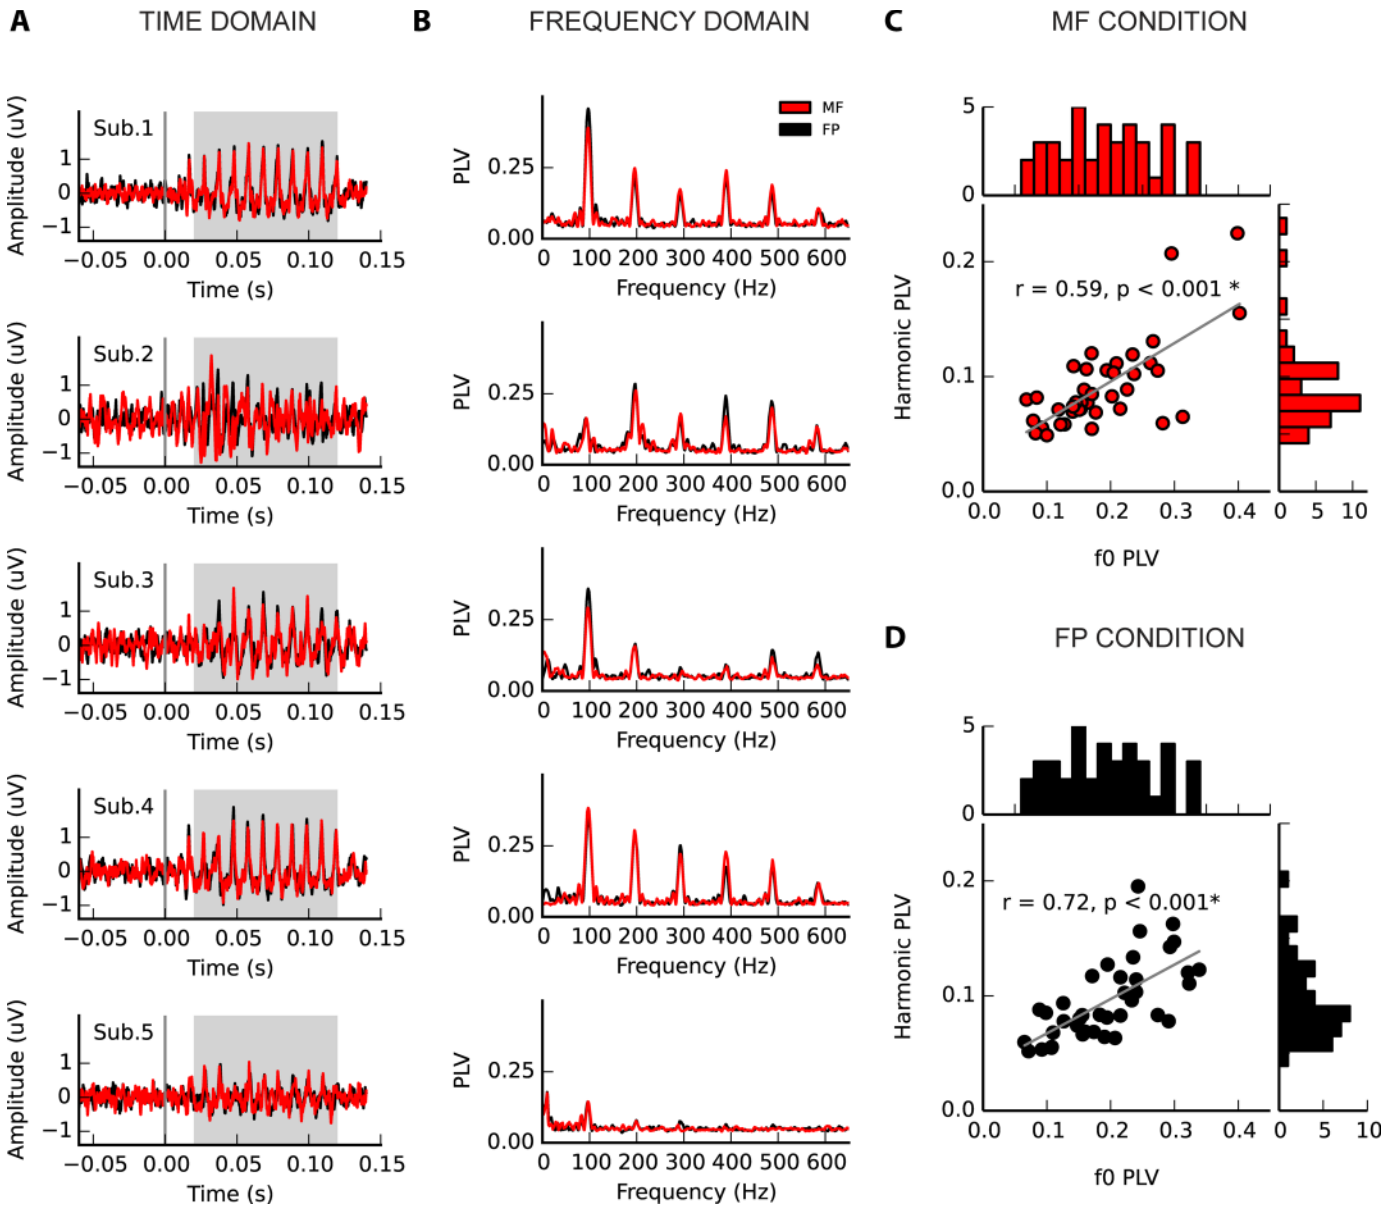 A TIME DOMAIN
B FREQUENCY DOMAIN
C MF CONDITION
Amplitude (uV)
Sub.1
1
0
−1
−0.05 0.00 0.05 0.10 0.15
Time (s)
PLV
MF
FP
0.25
0.00
0 100 200 300 400 500 600
Frequency (Hz)
Amplitude (uV)
Sub.2
1
0
−1
−0.05 0.00 0.05 0.10 0.15
Time (s)
PLV
0.25
0.00
0 100 200 300 400 500 600
Frequency (Hz)
Amplitude (uV)
Sub.3
1
0
−1
−0.05 0.00 0.05 0.10 0.15
Time (s)
PLV
0.25
0.00
0 100 200 300 400 500 600
Frequency (Hz)
Amplitude (uV)
Sub.4
1
0
−1
−0.05 0.00 0.05 0.10 0.15
Time (s)
PLV
0.25
0.00
0 100 200 300 400 500 600
Frequency (Hz)
Amplitude (uV)
Sub.5
1
0
−1
−0.05 0.00 0.05 0.10 0.15
Time (s)
PLV
0.25
0.00
0 100 200 300 400 500 600
Frequency (Hz)
5
0
Harmonic PLV
0.2
r = 0.59, p < 0.001 *
0.1
0.0
0.0 0.1 0.2 0.3 0.4
0 5 10
f0 PLV
D FP CONDITION
5
0
Harmonic PLV
0.2
r = 0.72, p < 0.001*
0.1
0.0
0.0 0.1 0.2 0.3 0.4
0 5 10
f0 PLV